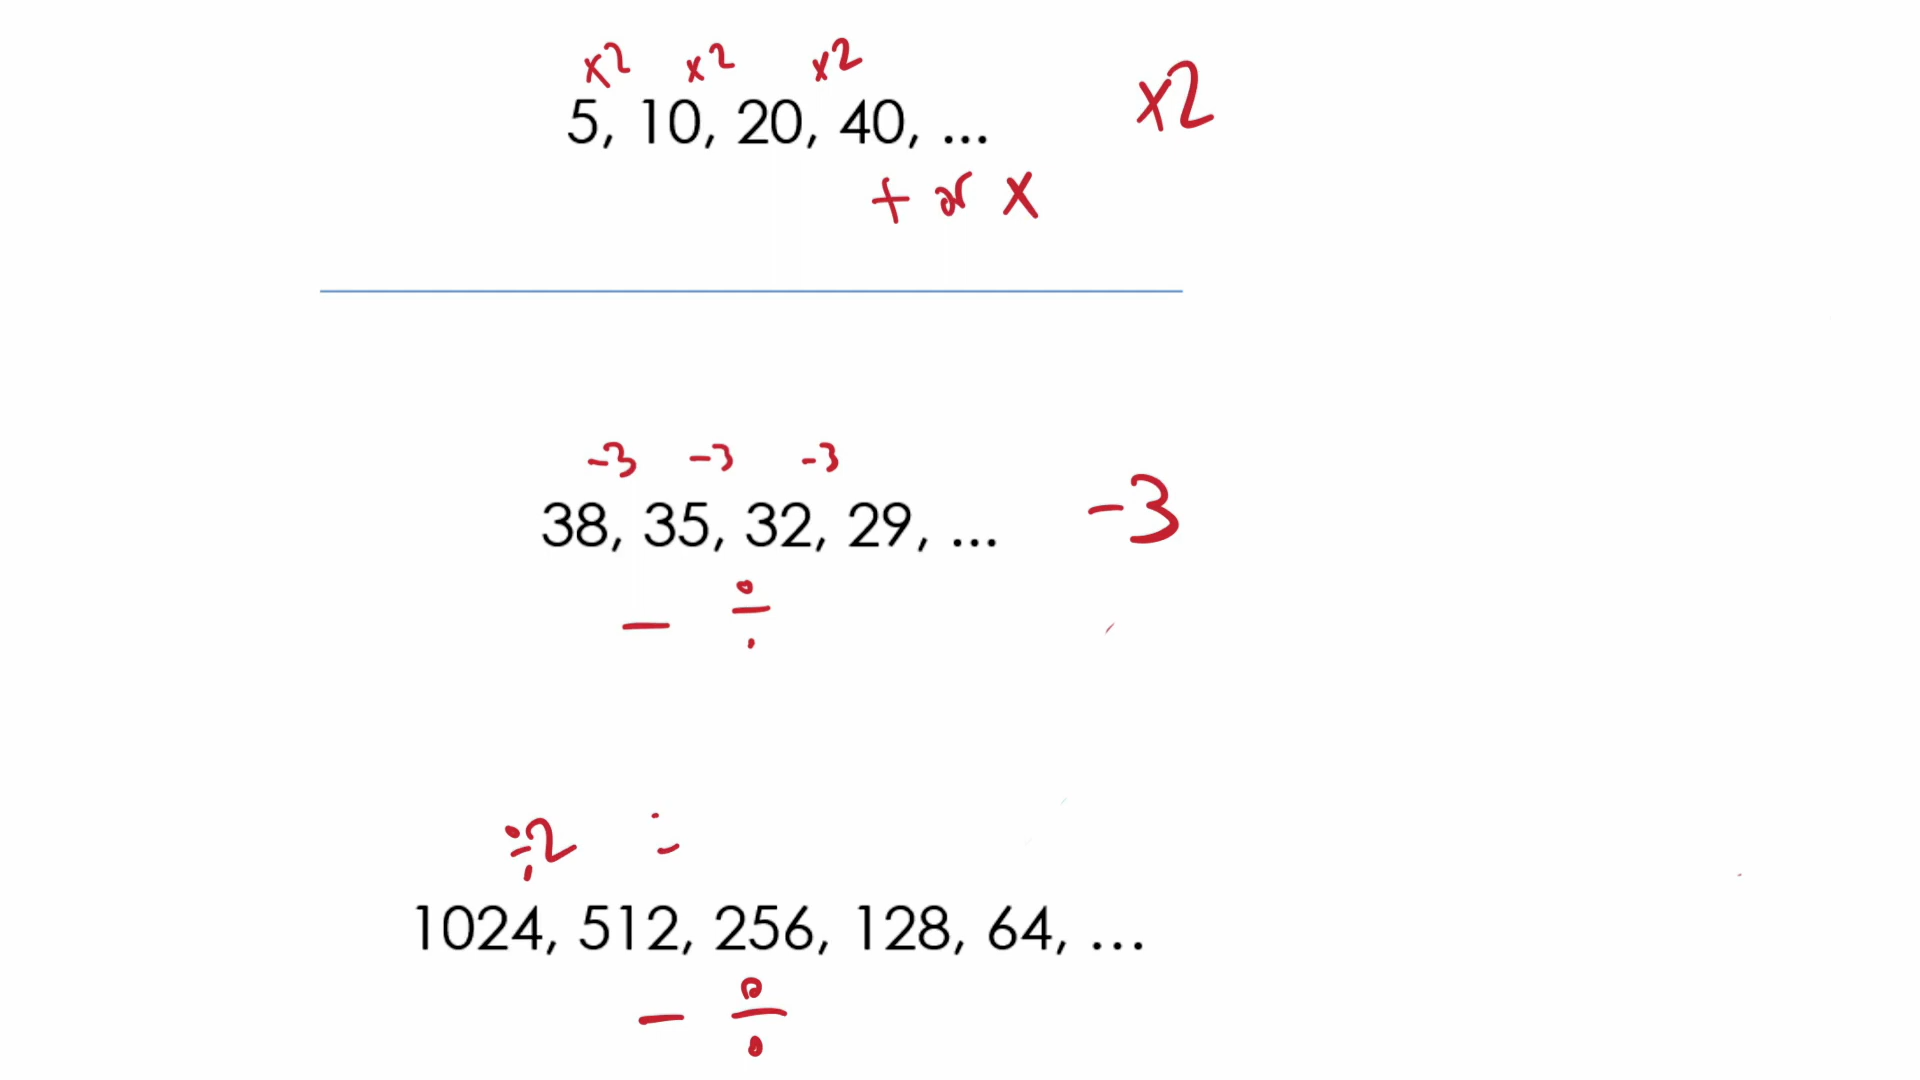 x2 x2 x2
5, 10, 20, 40, ... x2
+ or x
-3 -3 -3
38, 35, 32, 29, ... -3
- ÷
÷2
1024, 512, 256, 128, 64, ...
- ÷